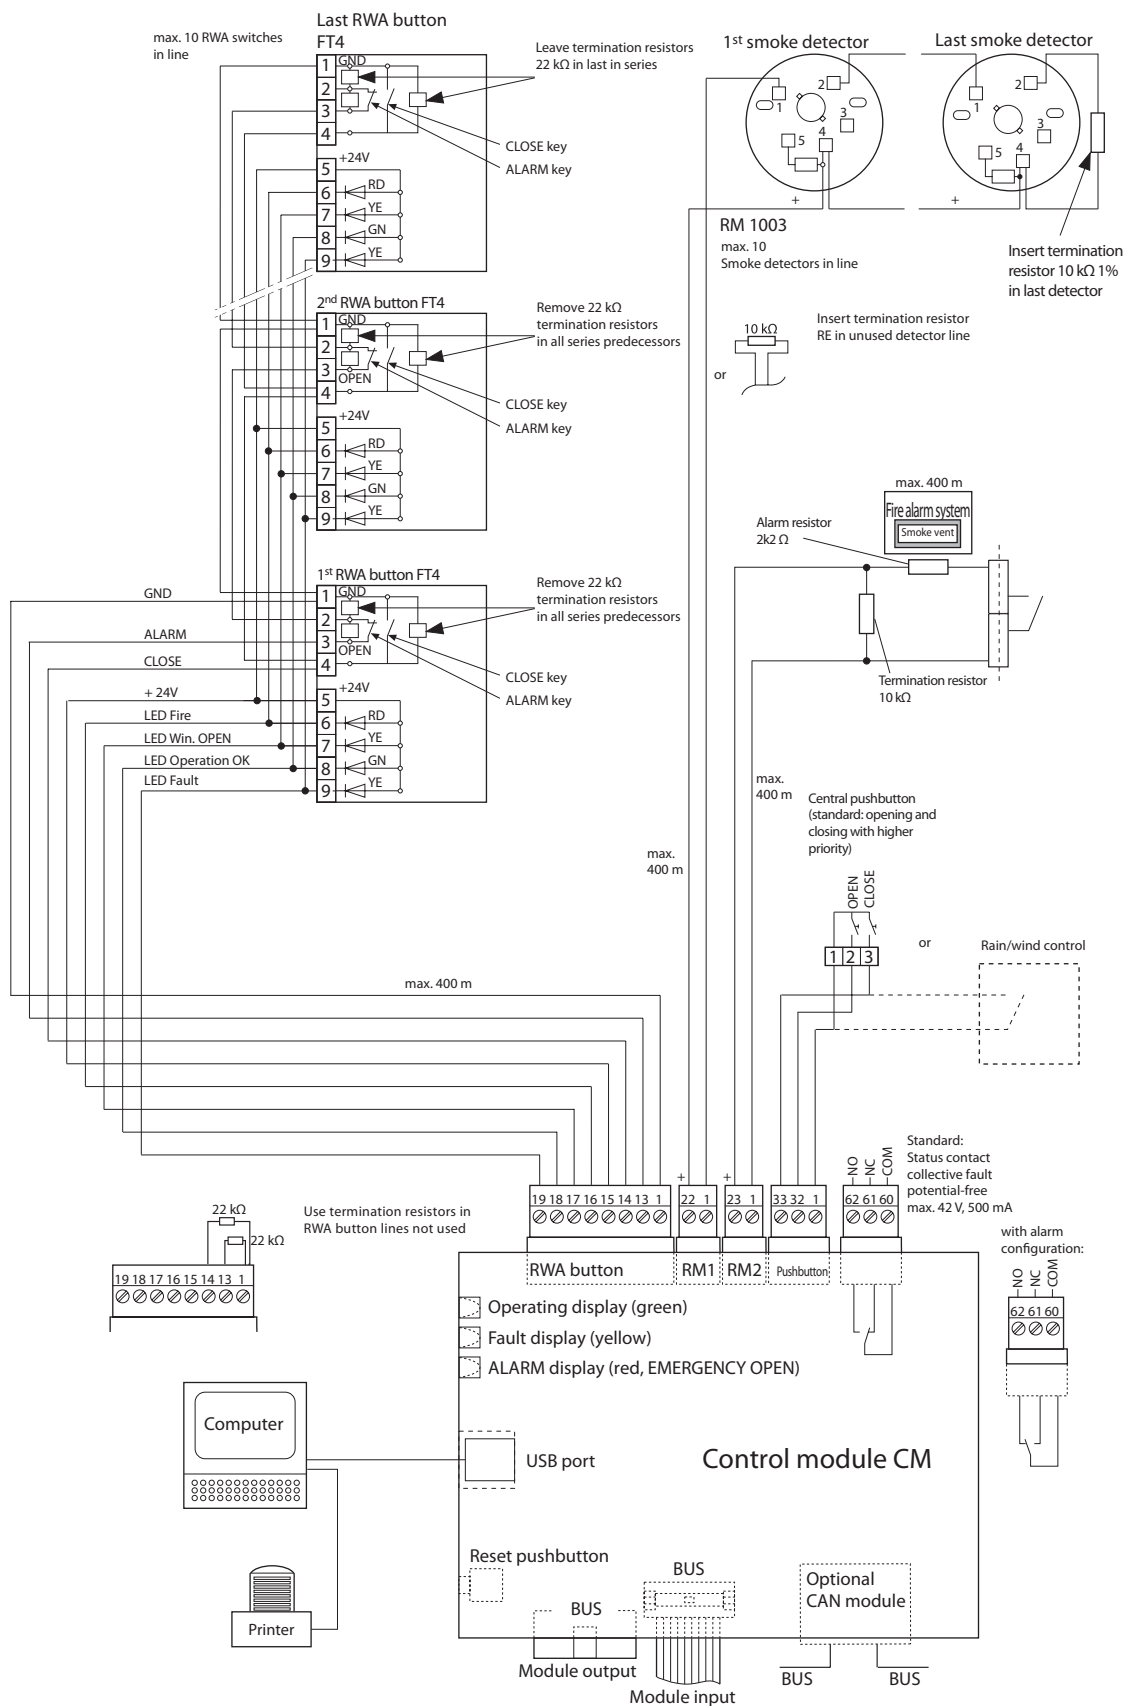 Last RWA button
FT4
max. 10 RWA switches
in line
1
2
3
4
5
6
7
8
9
GND
+24V
RD
YE
GN
YE
Leave termination resistors
22 kΩ in last in series
CLOSE key
ALARM key
1st smoke detector
1
2
3
4
5
+
Last smoke detector
1
2
3
4
5
+
RM 1003
max. 10
Smoke detectors in line
Insert termination
resistor 10 kΩ 1%
in last detector
10 kΩ
or
Insert termination resistor
RE in unused detector line
2nd RWA button FT4
1
2
3
4
5
6
7
8
9
GND
OPEN
+24V
RD
YE
GN
YE
Remove 22 kΩ
termination resistors
in all series predecessors
CLOSE key
ALARM key
max. 400 m
Fire alarm system
Smoke vent
Alarm resistor
2k2 Ω
Termination resistor
10 kΩ
1st RWA button FT4
1
2
3
4
5
6
7
8
9
GND
OPEN
+24V
RD
YE
GN
YE
Remove 22 kΩ
termination resistors
in all series predecessors
CLOSE key
ALARM key
GND
ALARM
CLOSE
+ 24V
LED Fire
LED Win. OPEN
LED Operation OK
LED Fault
max.
400 m
max.
400 m
Central pushbutton
(standard: opening and
closing with higher
priority)
OPEN
CLOSE
1 2 3
or
Rain/wind control
max. 400 m
Standard:
Status contact
collective fault
potential-free
max. 42 V, 500 mA
NO
NC
COM
+
+
19 18 17 16 15 14 13 1
22 1
23 1
33 32 1
62 61 60
RWA button
RM1
RM2
Pushbutton
with alarm
configuration:
NO
NC
COM
62 61 60
22 kΩ
22 kΩ
Use termination resistors in
RWA button lines not used
19 18 17 16 15 14 13 1
Operating display (green)
Fault display (yellow)
ALARM display (red, EMERGENCY OPEN)
Computer
USB port
Control module CM
Reset pushbutton
BUS
BUS
Optional
CAN module
Printer
Module output
Module input
BUS
BUS